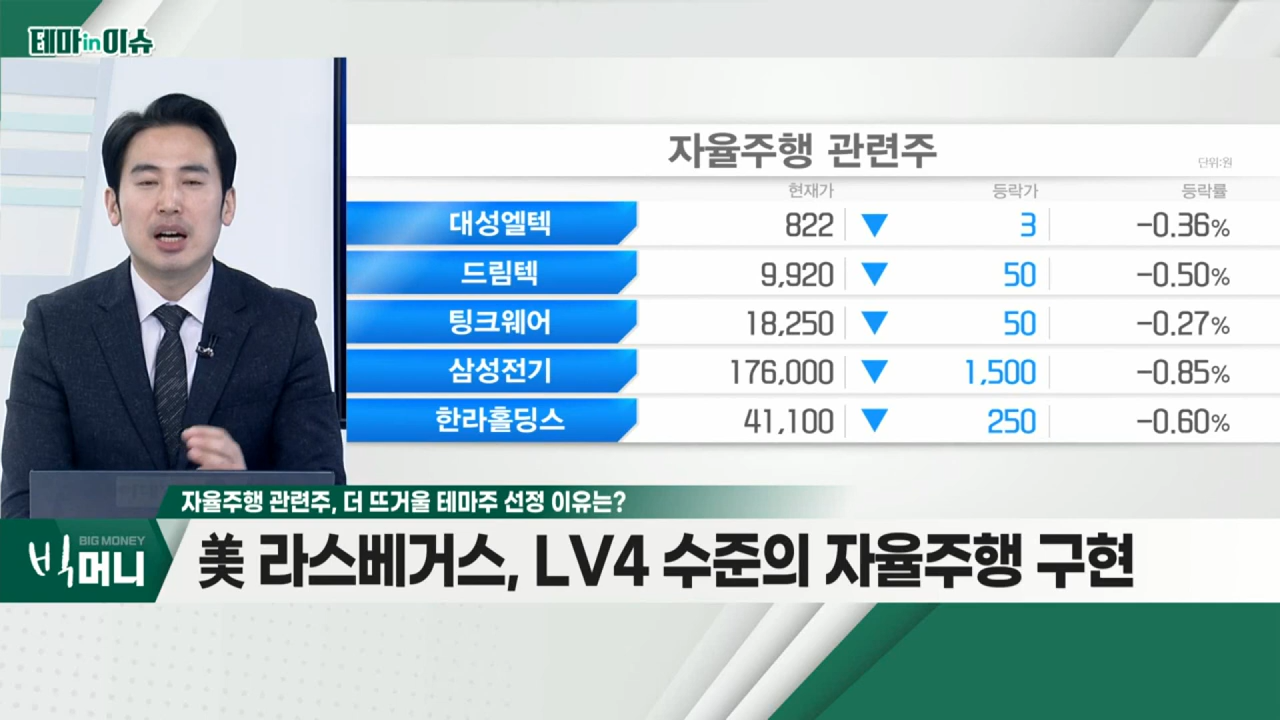 테마in이슈
자율주행 관련주
단위:원
현재가 등락가 등락률
대성엘텍 822 ▼ 3 -0.36%
드림텍 9,920 ▼ 50 -0.50%
팅크웨어 18,250 ▼ 50 -0.27%
삼성전기 176,000 ▼ 1,500 -0.85%
한라홀딩스 41,100 ▼ 250 -0.60%
자율주행 관련주, 더 뜨거울 테마주 선정 이유는?
BIG MONEY
빅머니
美 라스베거스, LV4 수준의 자율주행 구현